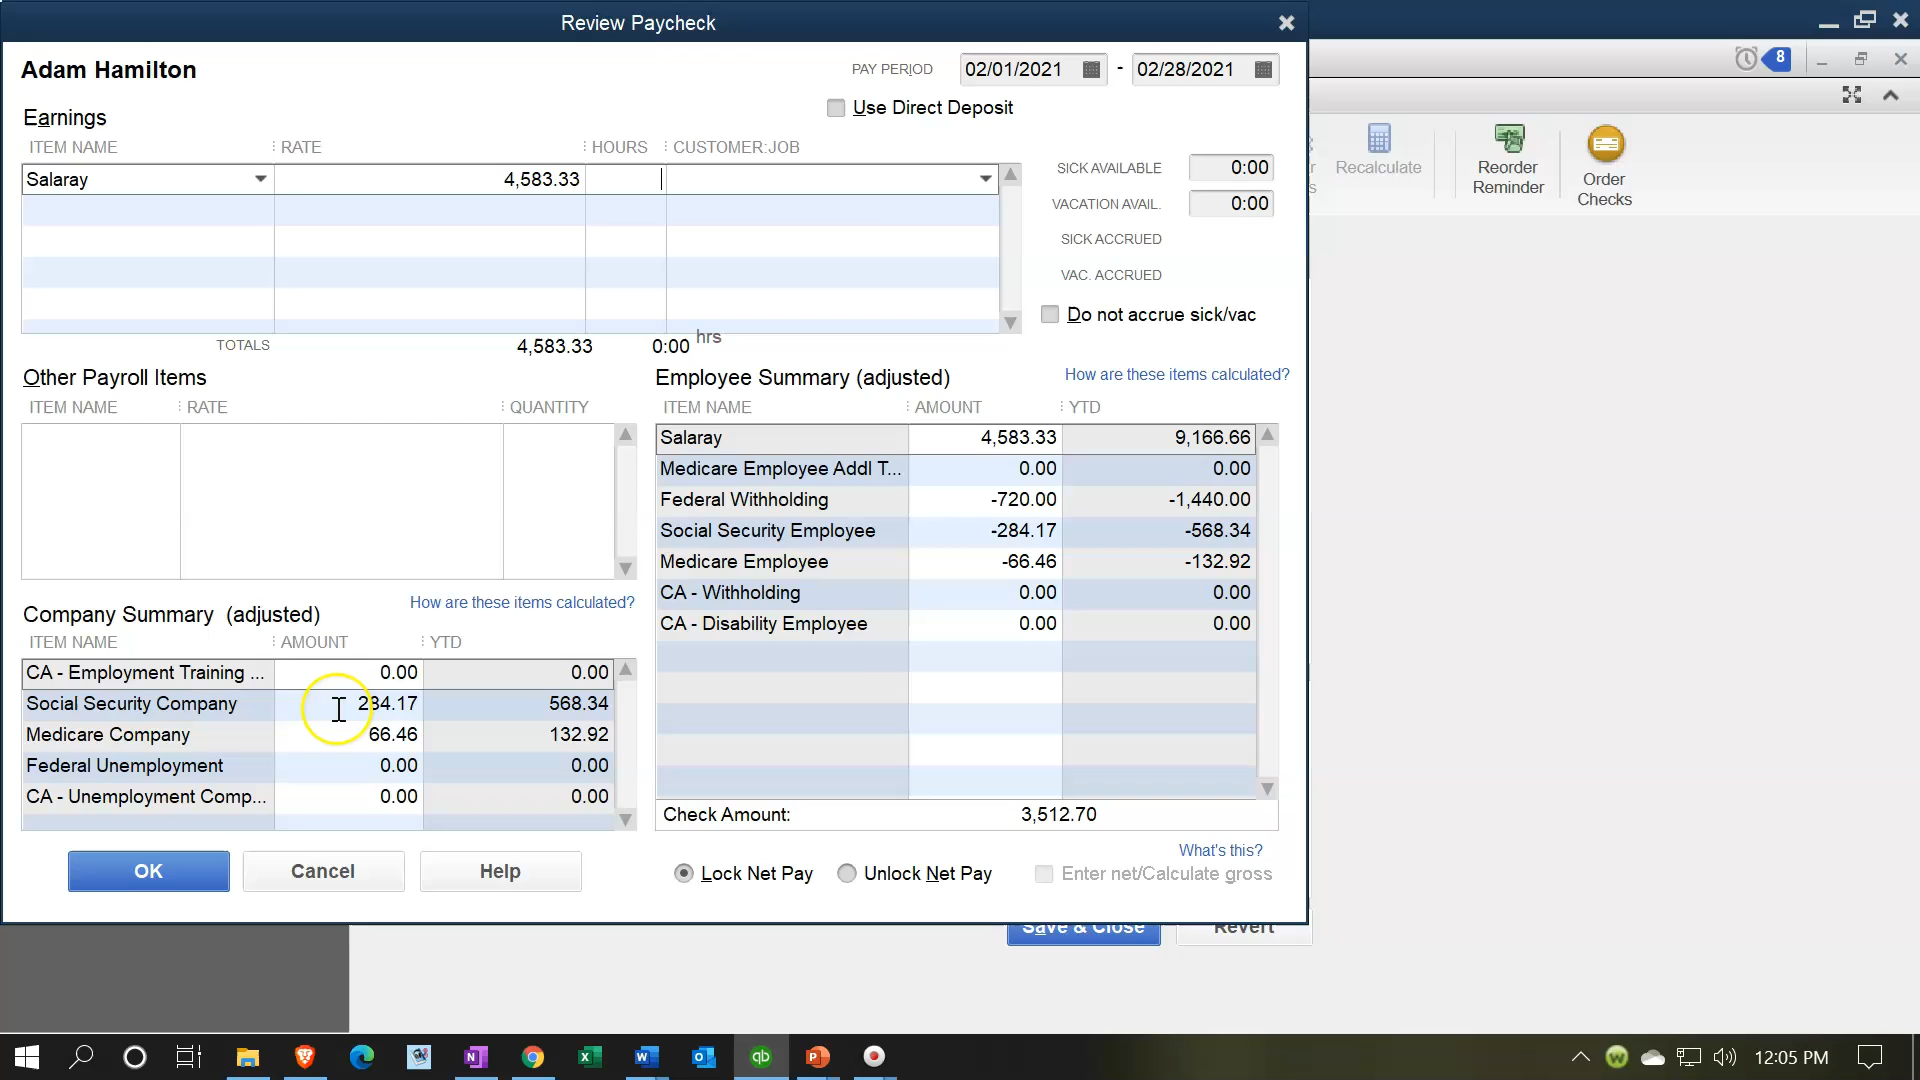 Review Paycheck
Adam Hamilton
PAY PERIOD 02/01/2021 - 02/28/2021
Use Direct Deposit
Earnings
ITEM NAME RATE HOURS CUSTOMER:JOB
Salaray 4,583.33
TOTALS 4,583.33 0:00 hrs
SICK AVAILABLE 0:00
VACATION AVAIL. 0:00
SICK ACCRUED
VAC. ACCRUED
Do not accrue sick/vac
Other Payroll Items
ITEM NAME RATE QUANTITY
Company Summary (adjusted) How are these items calculated?
ITEM NAME AMOUNT YTD
CA - Employment Training ... 0.00 0.00
Social Security Company 284.17 568.34
Medicare Company 66.46 132.92
Federal Unemployment 0.00 0.00
CA - Unemployment Comp... 0.00 0.00
Employee Summary (adjusted) How are these items calculated?
ITEM NAME AMOUNT YTD
Salaray 4,583.33 9,166.66
Medicare Employee Addl T... 0.00 0.00
Federal Withholding -720.00 -1,440.00
Social Security Employee -284.17 -568.34
Medicare Employee -66.46 -132.92
CA - Withholding 0.00 0.00
CA - Disability Employee 0.00 0.00
Check Amount: 3,512.70
What's this?
OK Cancel Help Lock Net Pay Unlock Net Pay Enter net/Calculate gross
Save & Close Revert
8
Recalculate
Reorder
Reminder
Order
Checks
12:05 PM